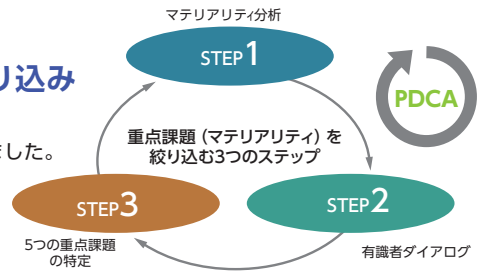 マテリアリティ分析
STEP1
り込み
PDCA
ました。
重点課題（マテリアリティ）を
絞り込む3つのステップ
STEP3
STEP2
5つの重点課題
の特定
有識者ダイアログ